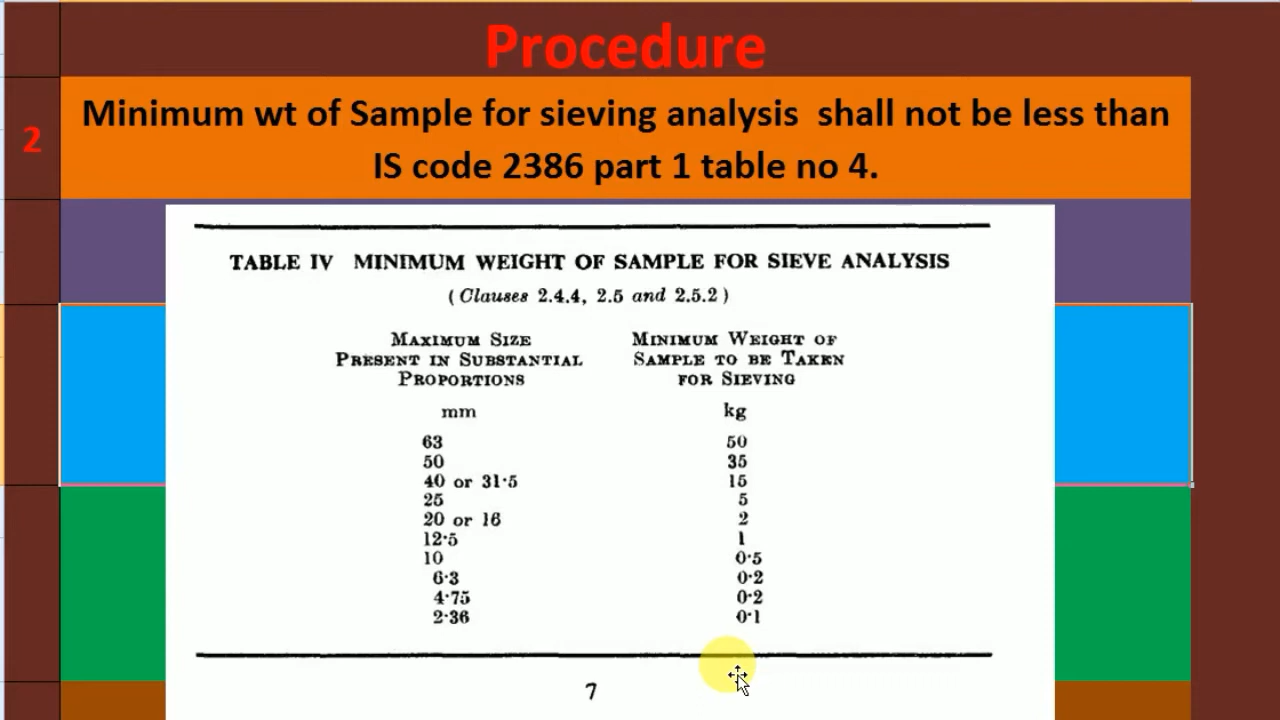 Procedure
2
Minimum wt of Sample for sieving analysis shall not be less than
IS code 2386 part 1 table no 4.
TABLE IV MINIMUM WEIGHT OF SAMPLE FOR SIEVE ANALYSIS
( Clauses 2.4.4, 2.5 and 2.5.2 )
MAXIMUM SIZE MINIMUM WEIGHT OF
PRESENT IN SUBSTANTIAL SAMPLE TO BE TAKEN
PROPORTIONS FOR SIEVING
mm kg
63 50
50 35
40 or 31·5 15
25 5
20 or 16 2
12·5 1
10 0·5
6·3 0·2
4·75 0·2
2·36 0·1
7